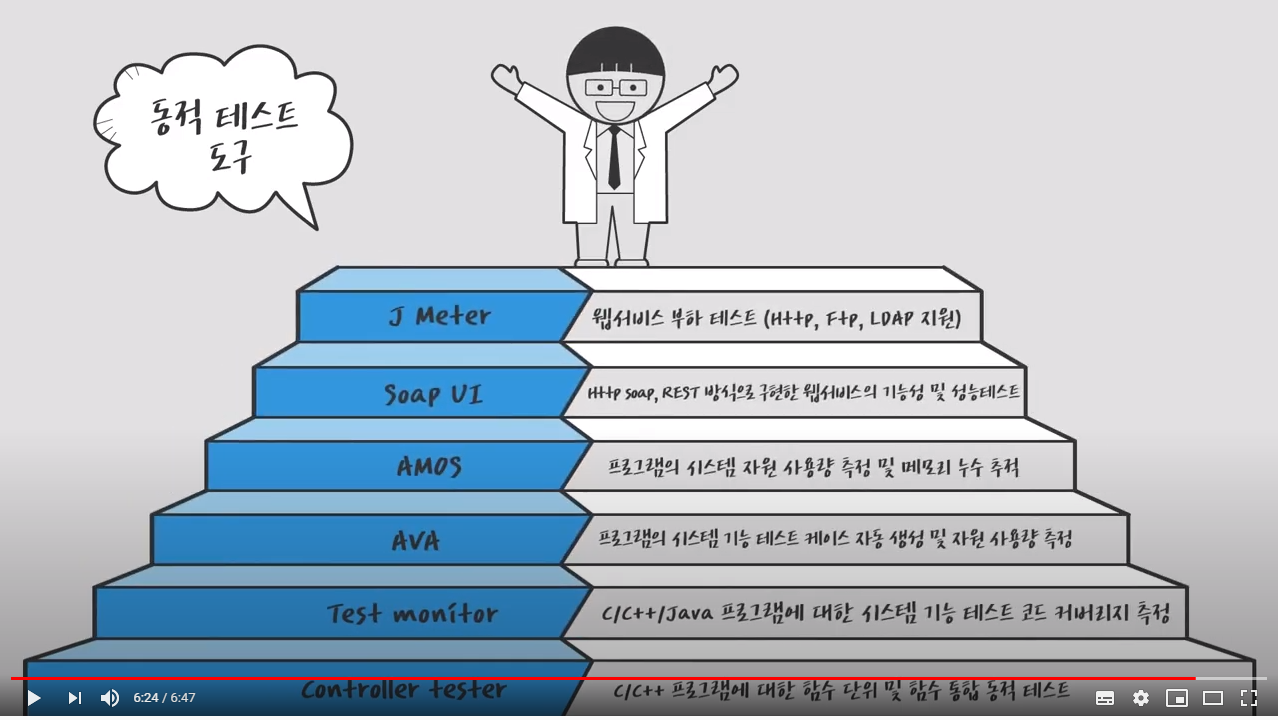 동적 테스트
도구
J Meter
웹서비스 부하 테스트 (Http, Ftp, LDAP 지원)
Soap UI
Http soap, REST 방식으로 구현한 웹서비스의 기능성 및 성능테스트
AMOS
프로그램의 시스템 자원 사용량 측정 및 메모리 누수 추적
AVA
프로그램의 시스템 기능 테스트 케이스 자동 생성 및 자원 사용량 측정
Test monitor
C/C++/Java 프로그램에 대한 시스템 기능 테스트 코드 커버리지 측정
Controller tester
C/C++ 프로그램에 대한 함수 단위 및 함수 통합 동적 테스트
6:24 / 6:47